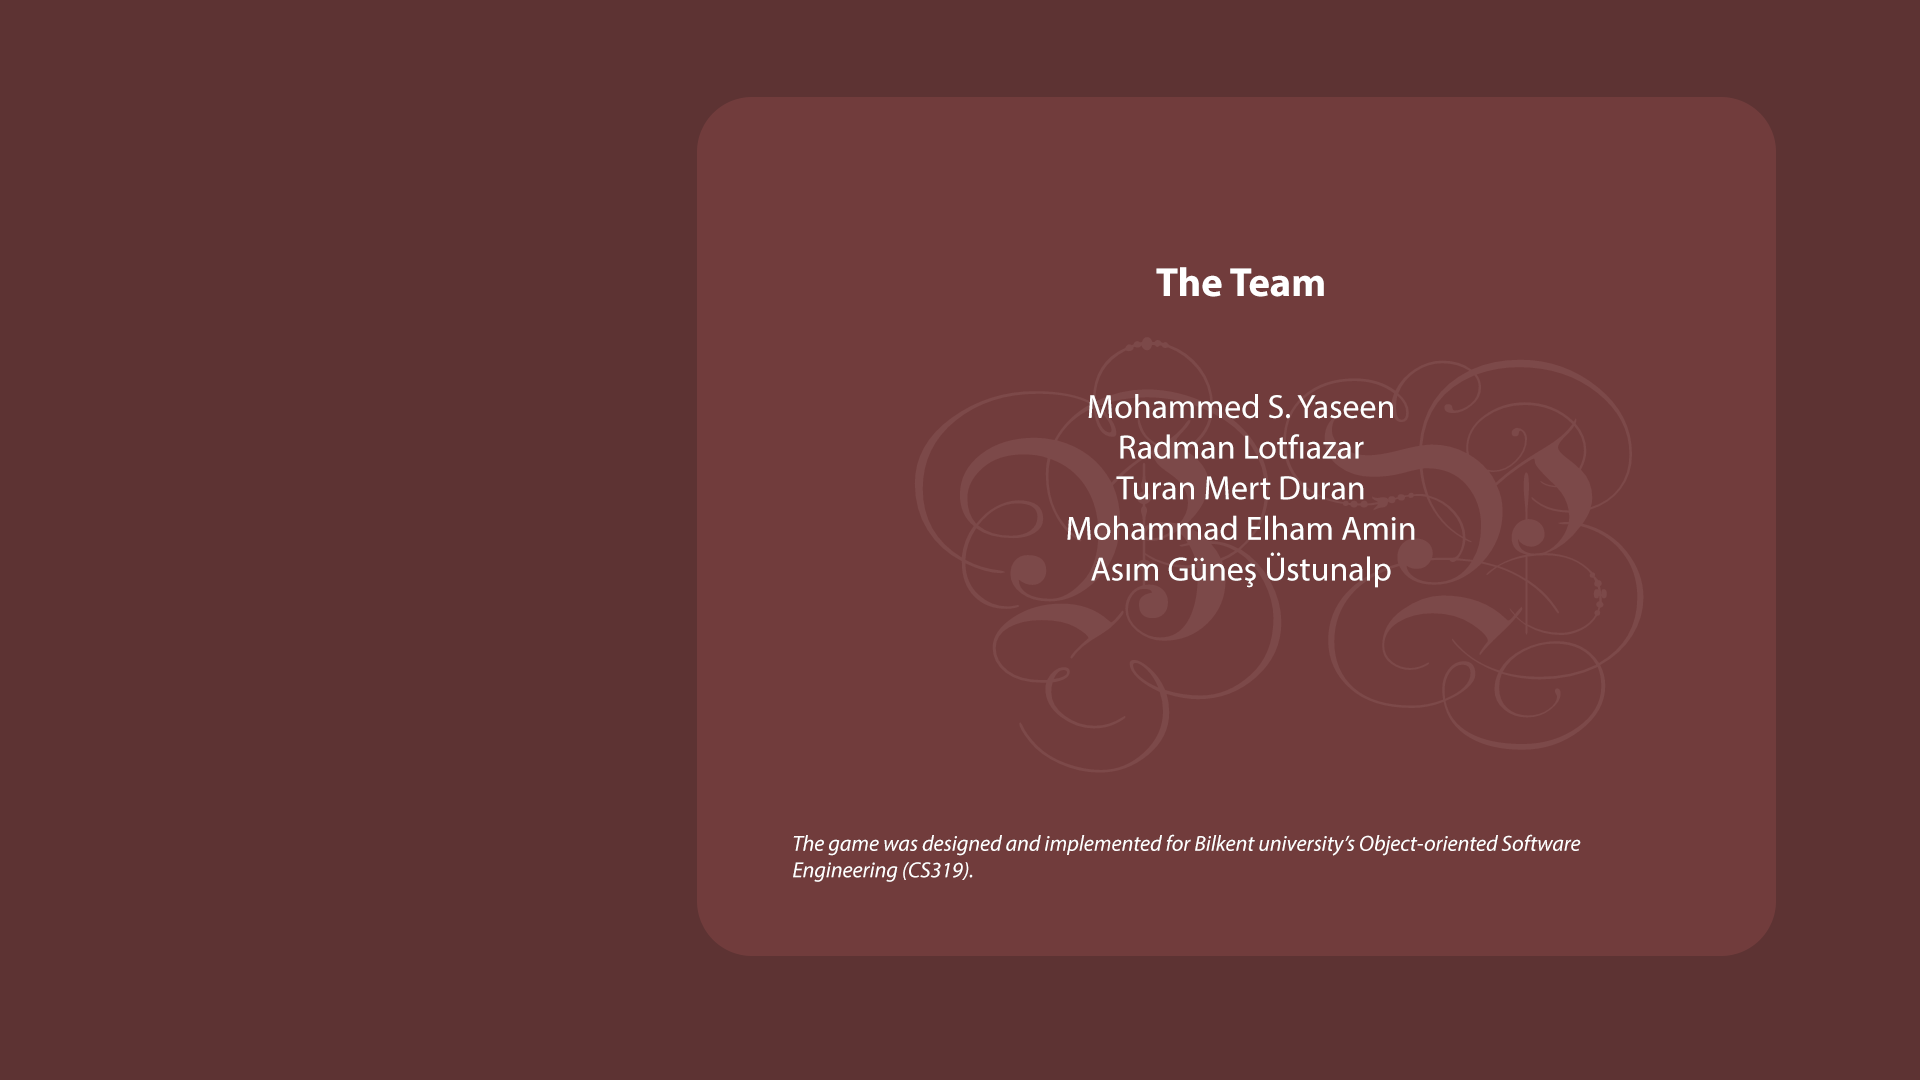 The Team
Mohammed S. Yaseen
Radman Lotfıazar
Turan Mert Duran
Mohammad Elham Amin
Asım Güneş Üstunalp
The game was designed and implemented for Bilkent university’s Object-oriented Software
Engineering (CS319).